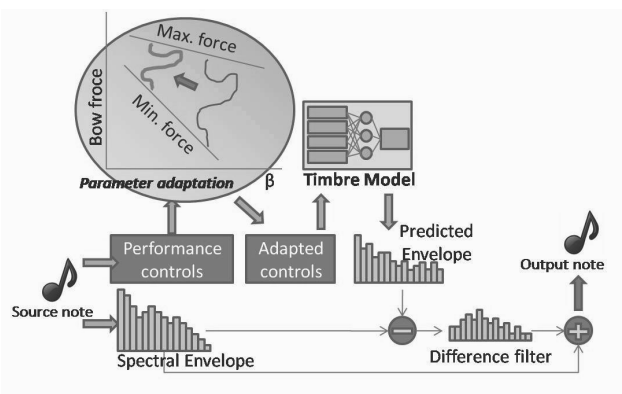 Max. force
Bow froce
Min. force
Parameter adaptation
β
Timbre Model
Performance
controls
Adapted
controls
Predicted
Envelope
Output note
Source note
Spectral Envelope
Difference filter